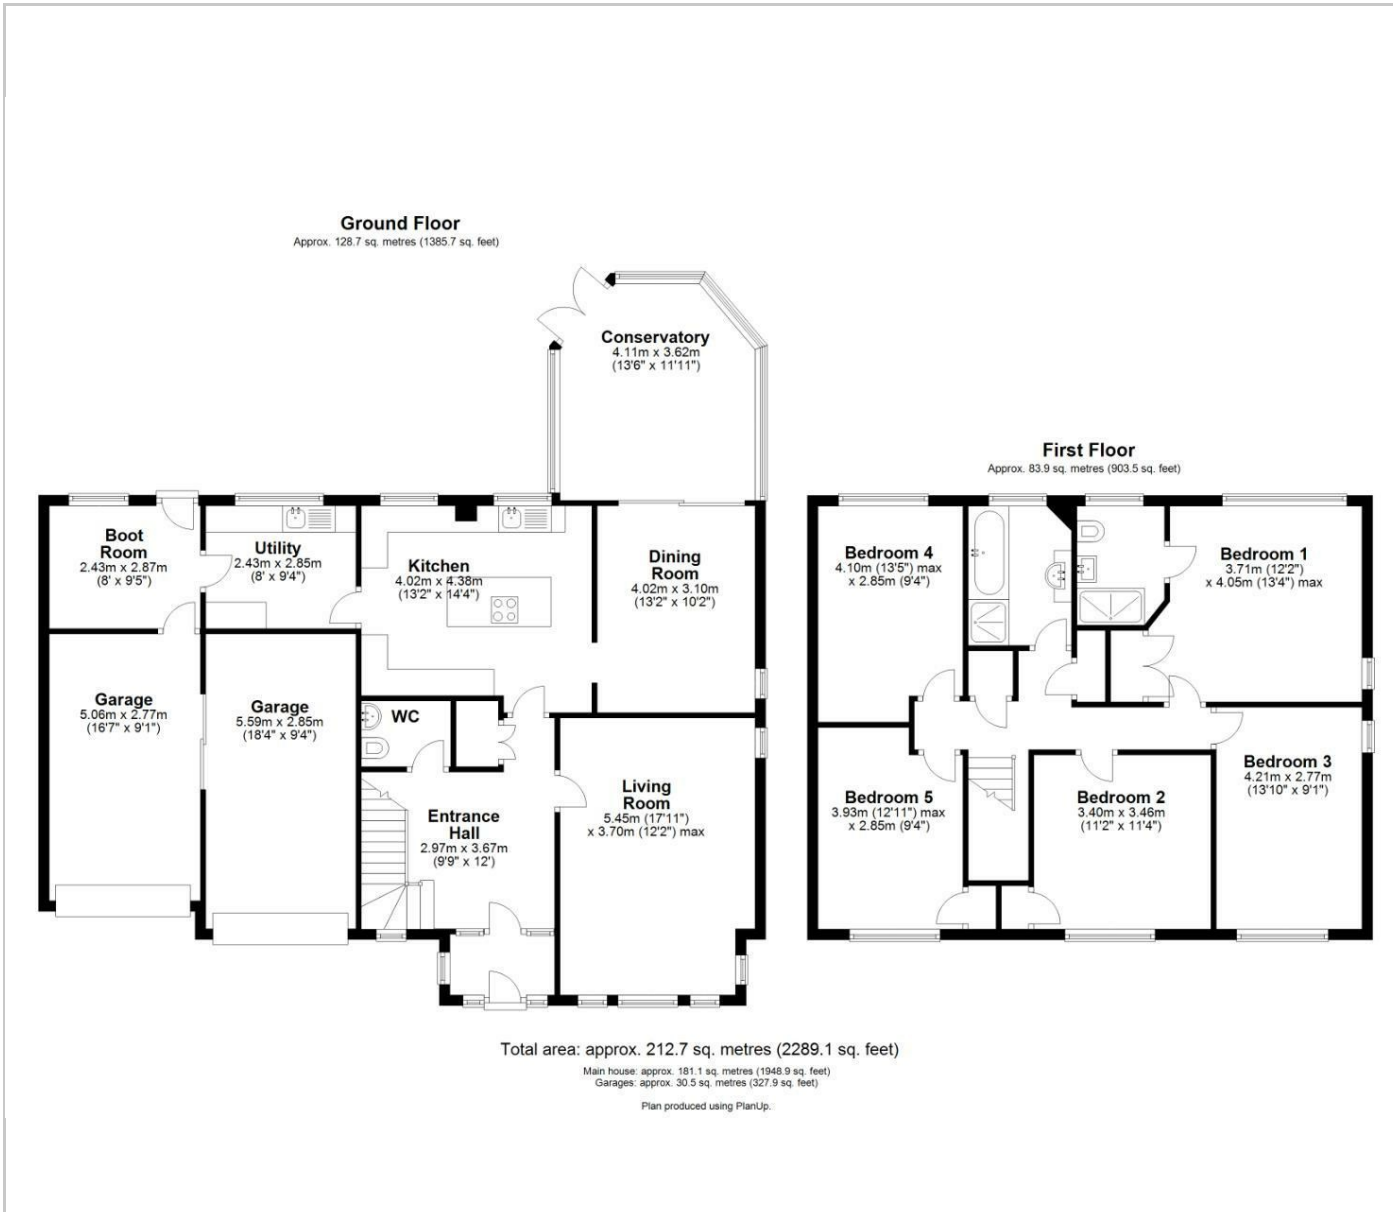 Ground Floor
Approx. 128.7 sq. metres (1385.7 sq. feet)
Conservatory
4.11m x 3.62m
(13'6" x 11'11")
Boot
Room
2.43m x 2.87m
(8' x 9'5")
Utility
2.43m x 2.85m
(8' x 9'4")
Kitchen
4.02m x 4.38m
(13'2" x 14'4")
Dining
Room
4.02m x 3.10m
(13'2" x 10'2")
Garage
5.06m x 2.77m
(16'7" x 9'1")
Garage
5.59m x 2.85m
(18'4" x 9'4")
WC
Entrance
Hall
2.97m x 3.67m
(9'9" x 12')
Living
Room
5.45m (17'11")
x 3.70m (12'2") max
First Floor
Approx. 83.9 sq. metres (903.5 sq. feet)
Bedroom 4
4.10m (13'5") max
x 2.85m (9'4")
Bedroom 1
3.71m (12'2")
x 4.05m (13'4") max
Bedroom 5
3.93m (12'11") max
x 2.85m (9'4")
Bedroom 2
3.40m x 3.46m
(11'2" x 11'4")
Bedroom 3
4.21m x 2.77m
(13'10" x 9'1")
Total area: approx. 212.7 sq. metres (2289.1 sq. feet)
Main house: approx. 181.1 sq. metres (1948.9 sq. feet)
Garages: approx. 30.5 sq. metres (327.9 sq. feet)
Plan produced using PlanUp.